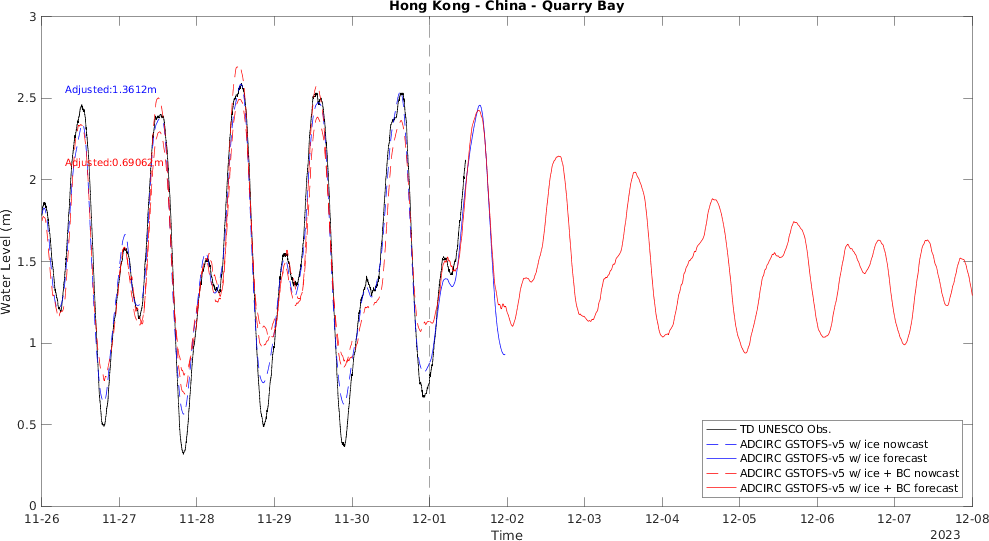 Hong Kong - China - Quarry Bay
Water Level (m)
3
2.5
2
1.5
1
0.5
0
Adjusted:1.3612m
Adjusted:0.69062m
TD UNESCO Obs.
ADCIRC GSTOFS-v5 w/ ice nowcast
ADCIRC GSTOFS-v5 w/ ice forecast
ADCIRC GSTOFS-v5 w/ ice + BC nowcast
ADCIRC GSTOFS-v5 w/ ice + BC forecast
11-26 11-27 11-28 11-29 11-30 12-01 12-02 12-03 12-04 12-05 12-06 12-07 12-08
Time
2023